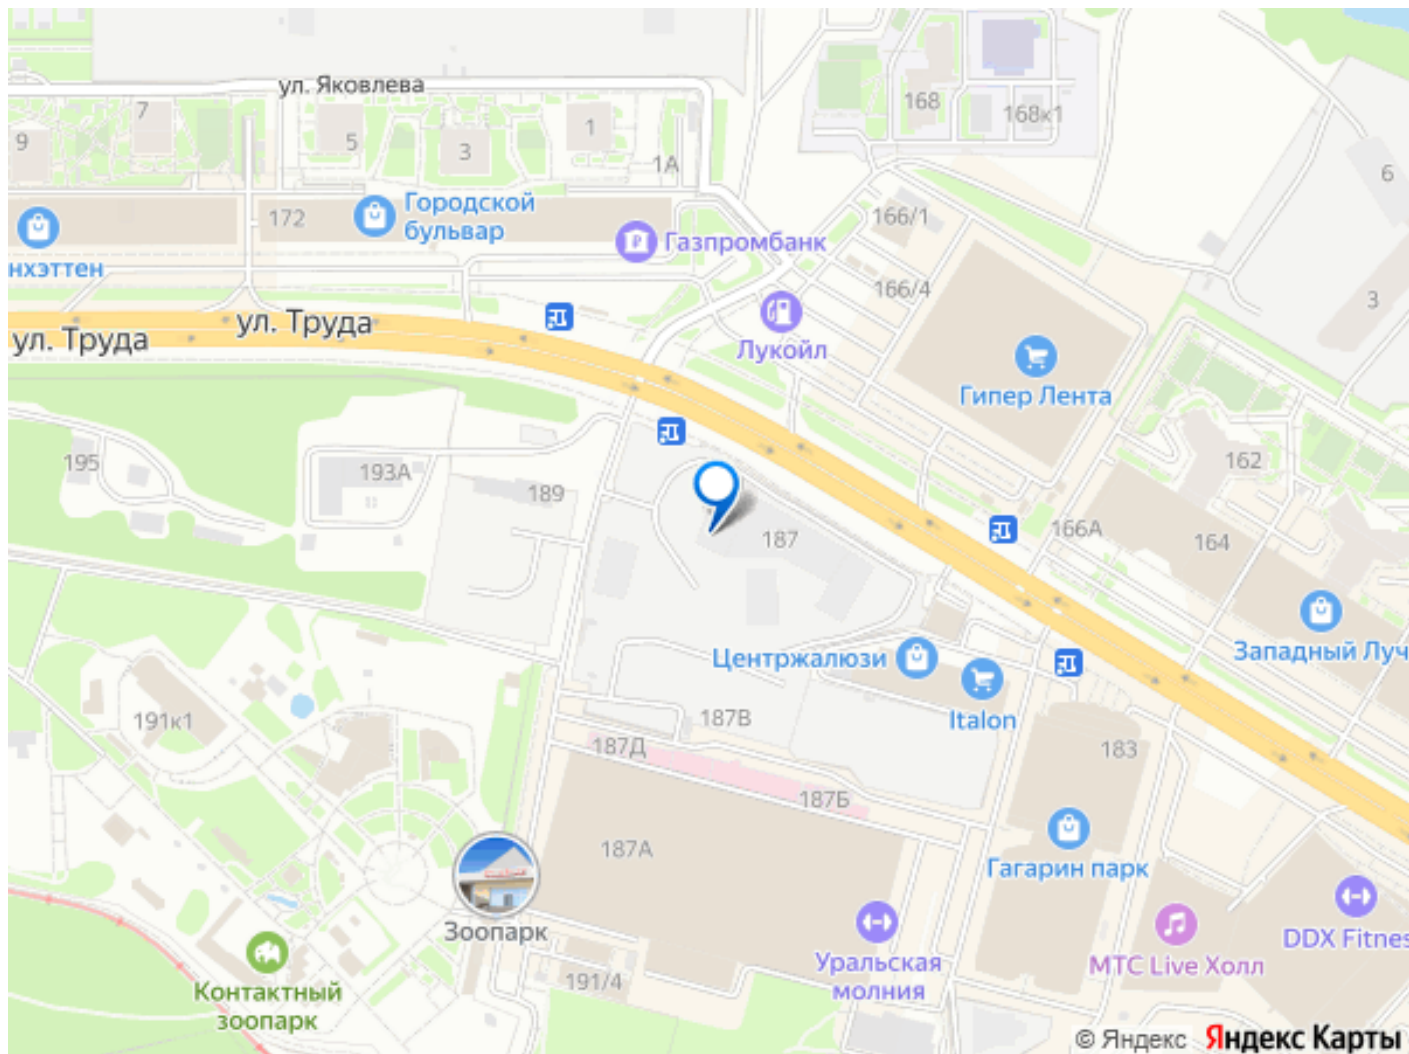 ул. Яковлева
168
168к1
7
9
5
3
1
1А
6
172
Городской
бульвар
166/1
Газпромбанк
нхэттен
166/4
3
ул. Труда
ул. Труда
Лукойл
Гипер Лента
195
193А
189
162
187
166А
164
Центржалюзи
Западный Луч
191к1
187В
Italon
187Д
183
187Б
187А
Гагарин парк
Зоопарк
Уральская
молния
DDX Fitnes
МТС Live Холл
191/4
Контактный
зоопарк
© Яндекс Яндекс Карты